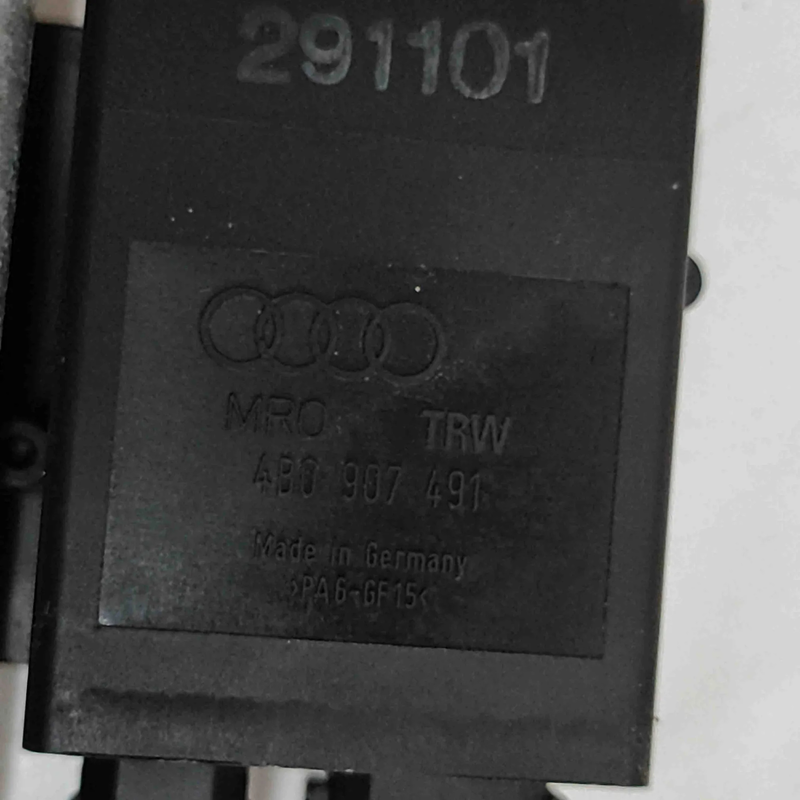 291101
MRO TRW
4B0 907 491
Made in Germany
>PA6-GF15<